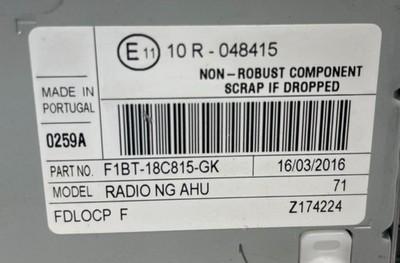 E 11 10 R - 048415
NON-ROBUST COMPONENT
SCRAP IF DROPPED
MADE IN
PORTUGAL
0259A
PART NO. F1BT-18C815-GK 16/03/2016
MODEL RADIO NG AHU 71
FDLOCP F Z174224